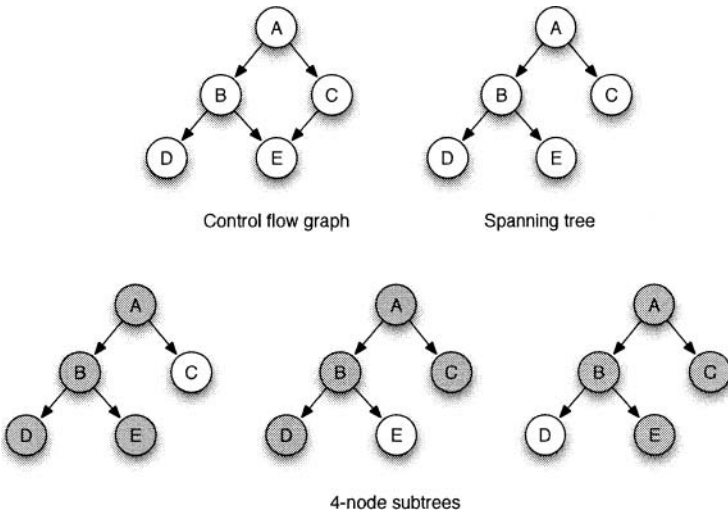 A A
B C B C
D E D E
Control flow graph Spanning tree
A A A
B C B C B C
D E D E D E
4-node subtrees